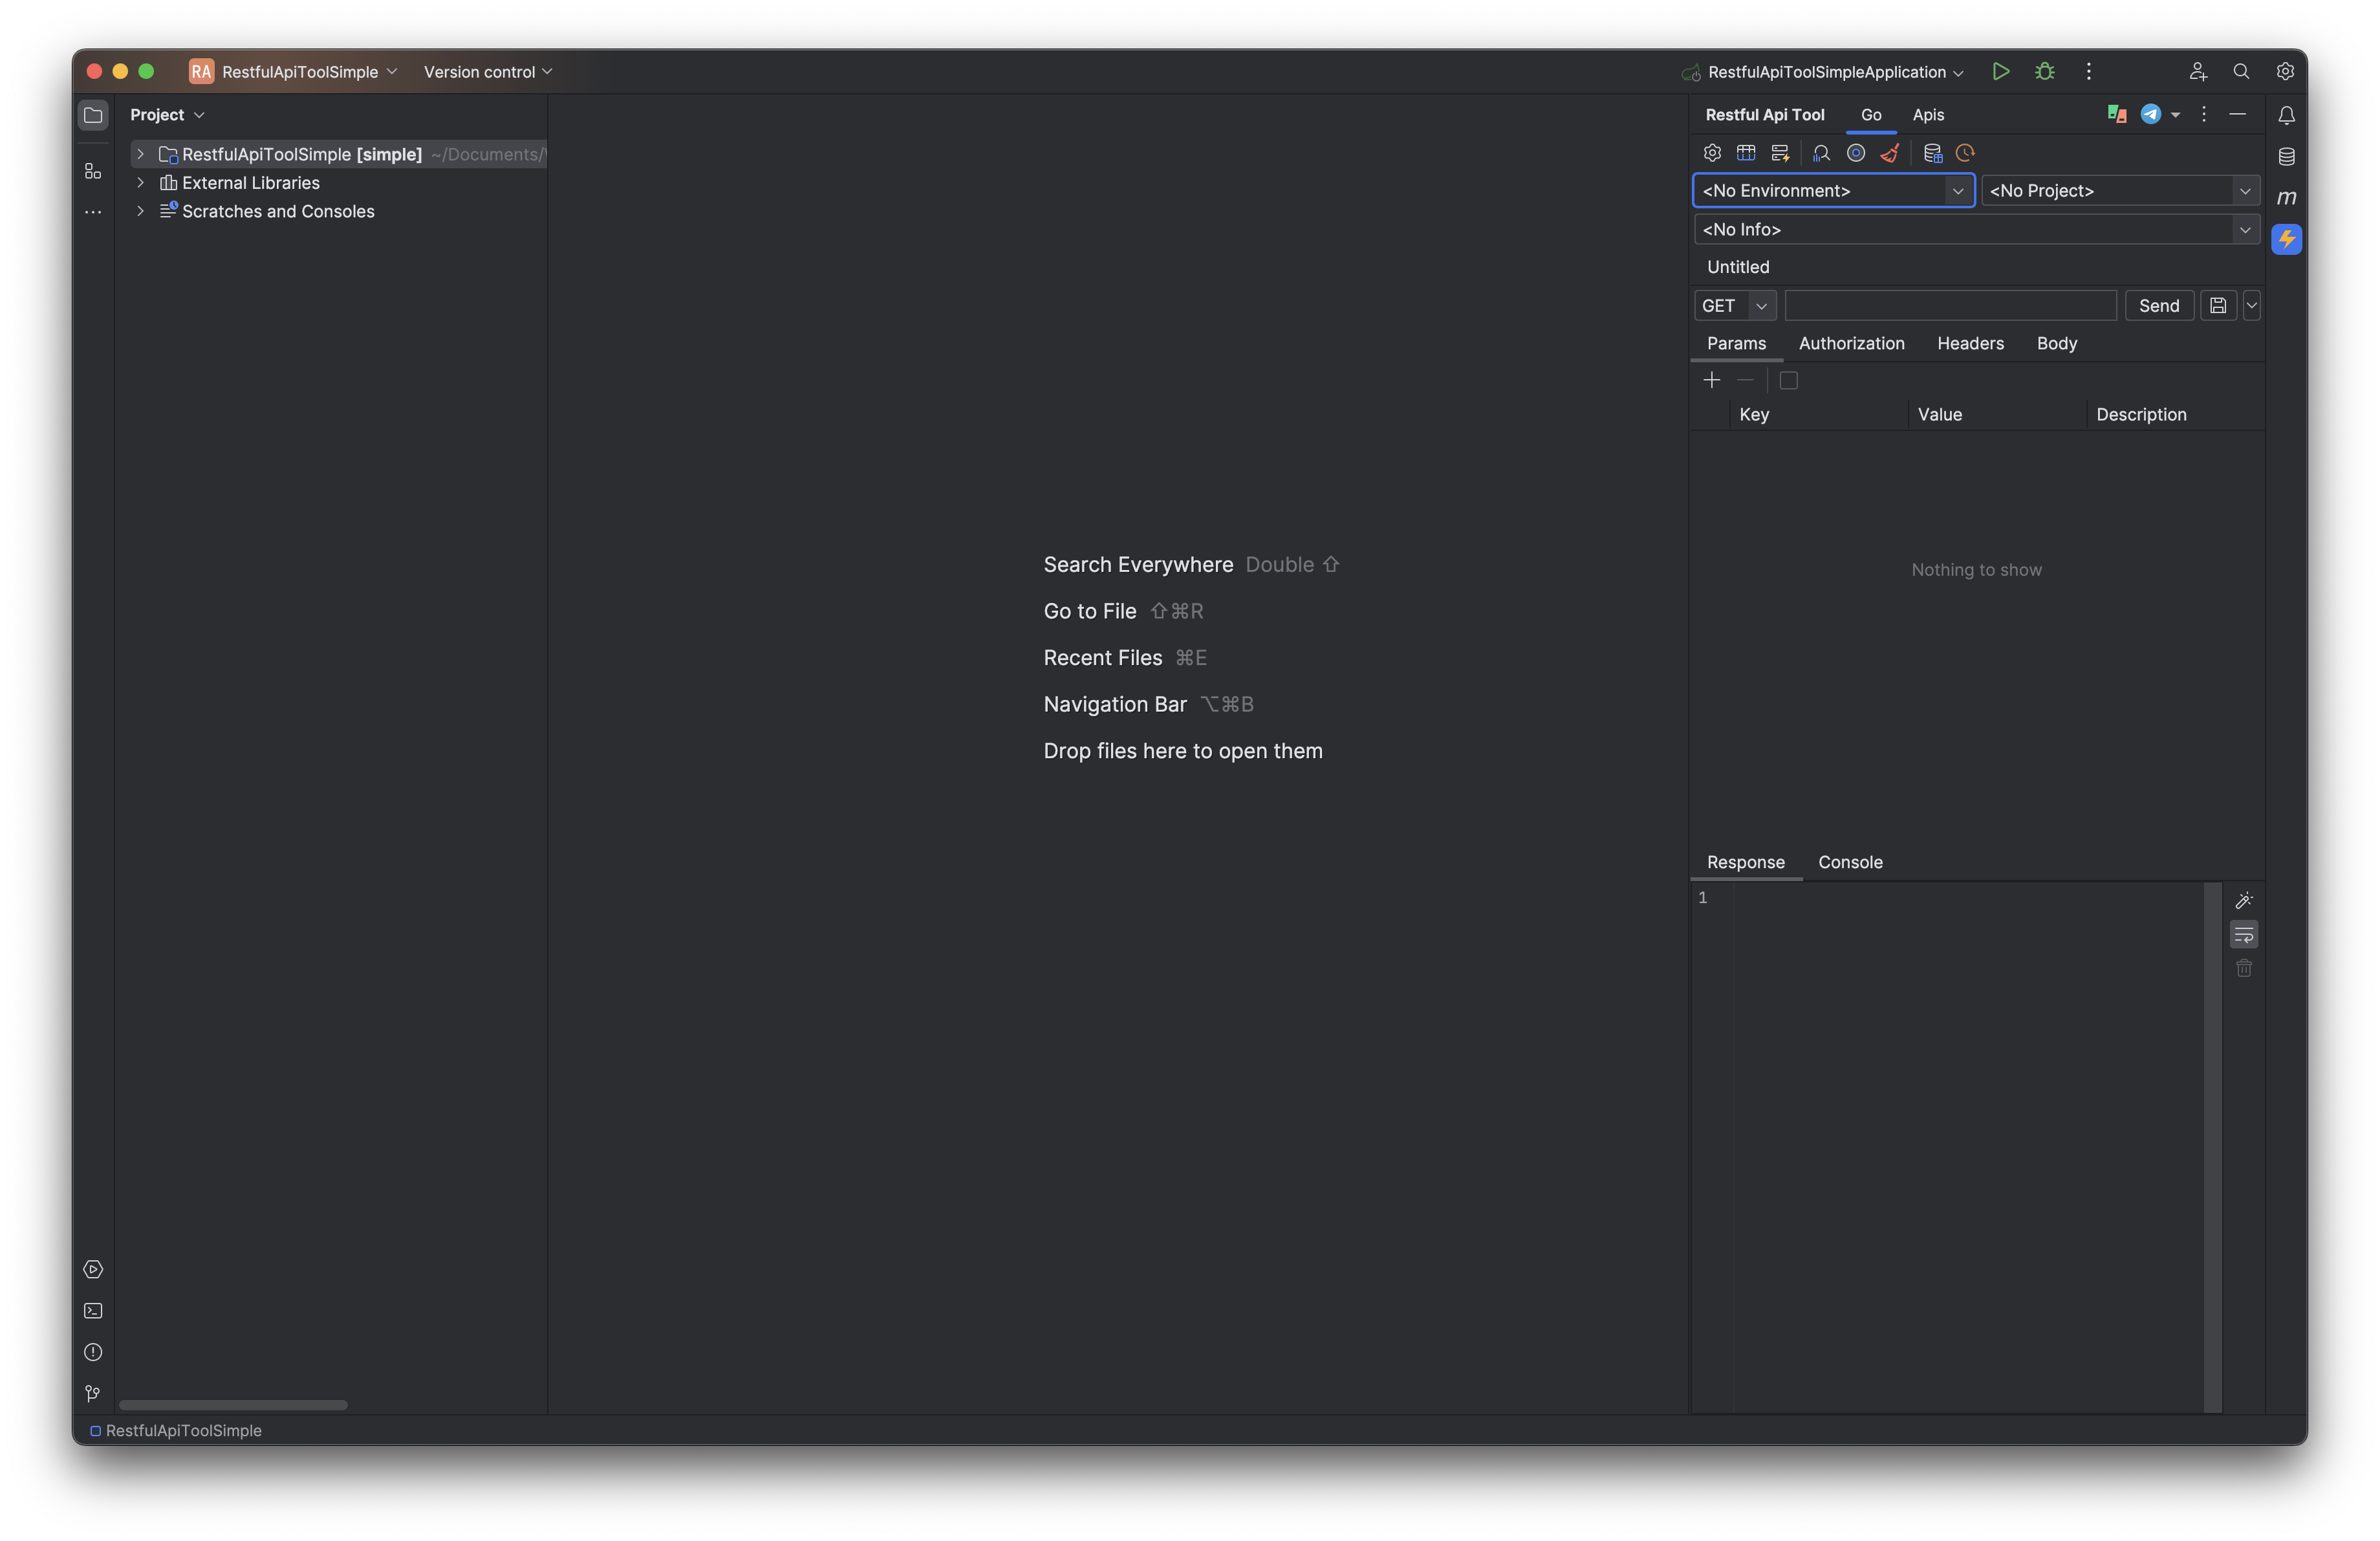 RA RestfulApiToolSimple Version control RestfulApiToolSimpleApplication
Project
RestfulApiToolSimple [simple] ~/Documents/
External Libraries
Scratches and Consoles
Search Everywhere Double ⇧
Go to File ⇧⌘R
Recent Files ⌘E
Navigation Bar ⌥⌘B
Drop files here to open them
Restful Api Tool Go Apis
<No Environment> <No Project>
<No Info>
Untitled
GET Send
Params Authorization Headers Body
Key Value Description
Nothing to show
Response Console
1
m
RestfulApiToolSimple